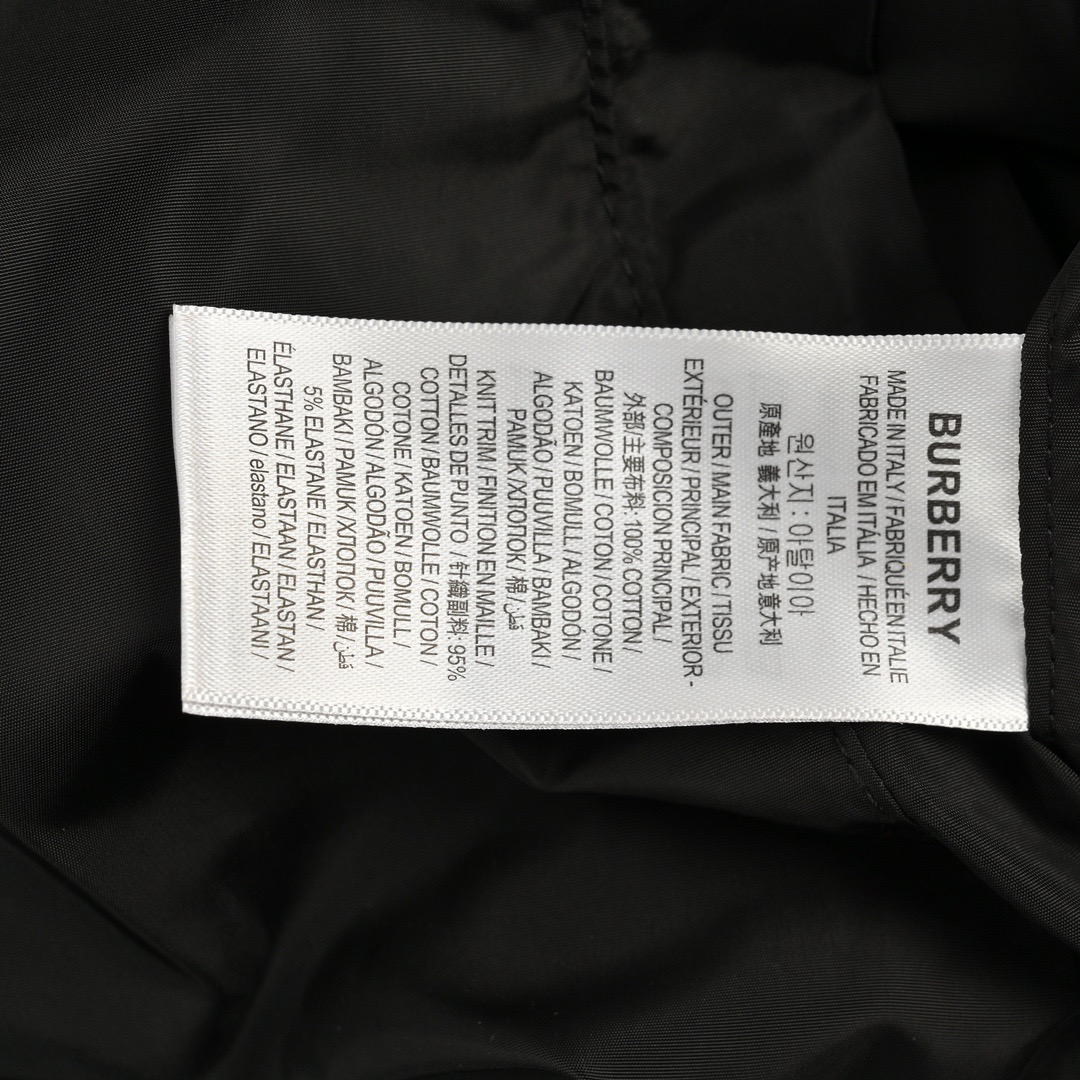 BURBERRY
MADE IN ITALY / FABRIQUÉ EN ITALIE
FABRICADO EM ITÁLIA / HECHO EN
ITALIA
원산지 : 이탈이아
原產地 義大利 / 原产地 意大利
OUTER / MAIN FABRIC / TISSU
EXTÉRIEUR / PRINCIPAL / EXTERIOR -
COMPOSICION PRINCIPAL /
外部/主要布料: 100% COTTON /
BAUMWOLLE / COTON / COTONE /
KATOEN / BOMULL / ALGODÓN /
ALGODÃO / PUUVILLA / BAMBAKI /
PAMUK / XTOTIOK / 棉 / قطن
KNIT TRIM / FINITION EN MAILLE /
DETALLES DE PUNTO / 针織副料: 95%
COTTON / BAUMWOLLE / COTON /
COTONE / KATOEN / BOMULL /
ALGODÓN / ALGODÃO / PUUVILLA /
BAMBAKI / PAMUK / XTOTIOK / 棉 / قطن
5% ELASTANE / ELASTHAN /
ÉLASTHANE / ELASTAAN / ELASTAN /
ELASTANO / elastano / ELASTAANI /